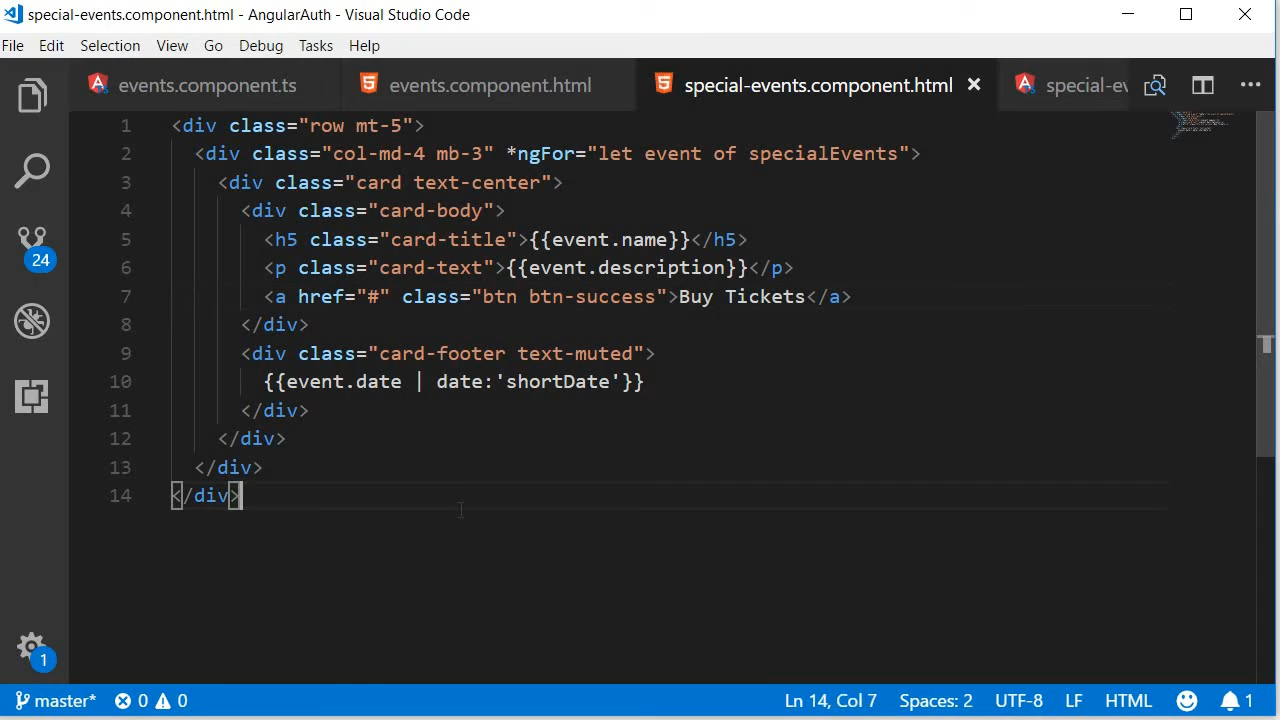 special-events.component.html - AngularAuth - Visual Studio Code
File Edit Selection View Go Debug Tasks Help
events.component.ts events.component.html special-events.component.html special-ev
1 <div class="row mt-5">
2 <div class="col-md-4 mb-3" *ngFor="let event of specialEvents">
3 <div class="card text-center">
4 <div class="card-body">
5 <h5 class="card-title">{{event.name}}</h5>
6 <p class="card-text">{{event.description}}</p>
7 <a href="#" class="btn btn-success">Buy Tickets</a>
8 </div>
9 <div class="card-footer text-muted">
10 {{event.date | date:'shortDate'}}
11 </div>
12 </div>
13 </div>
14 </div>
24
1
master* 0 0 Ln 14, Col 7 Spaces: 2 UTF-8 LF HTML 1